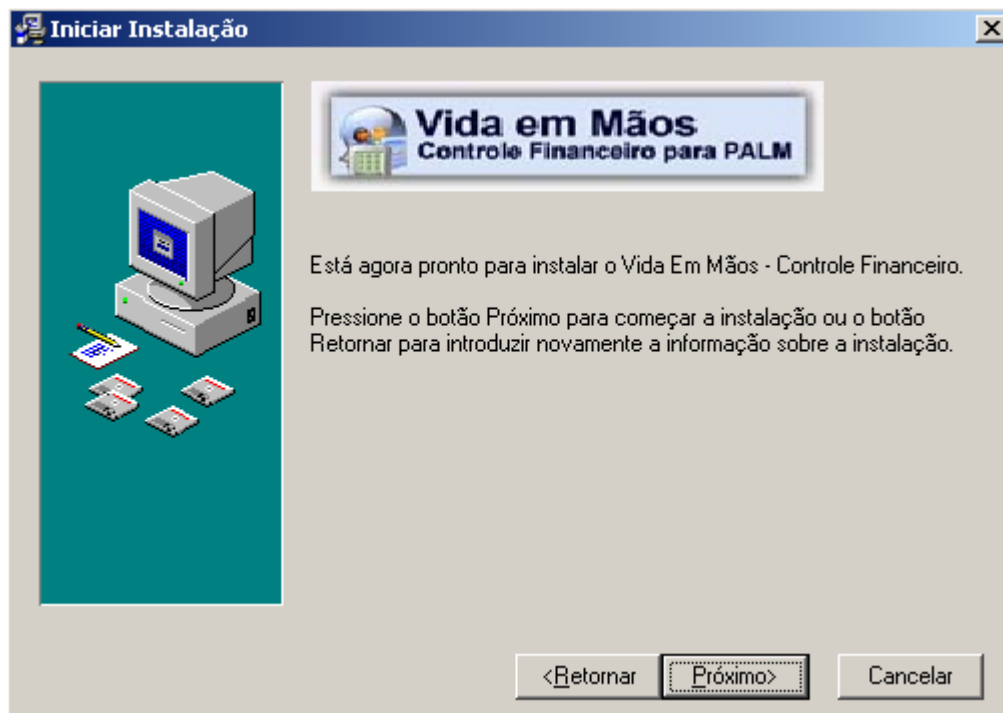 Iniciar Instalação
Vida em Mãos
Controle Financeiro para PALM
Está agora pronto para instalar o Vida Em Mãos - Controle Financeiro.
Pressione o botão Próximo para começar a instalação ou o botão
Retornar para introduzir novamente a informação sobre a instalação.
<Retornar Próximo> Cancelar